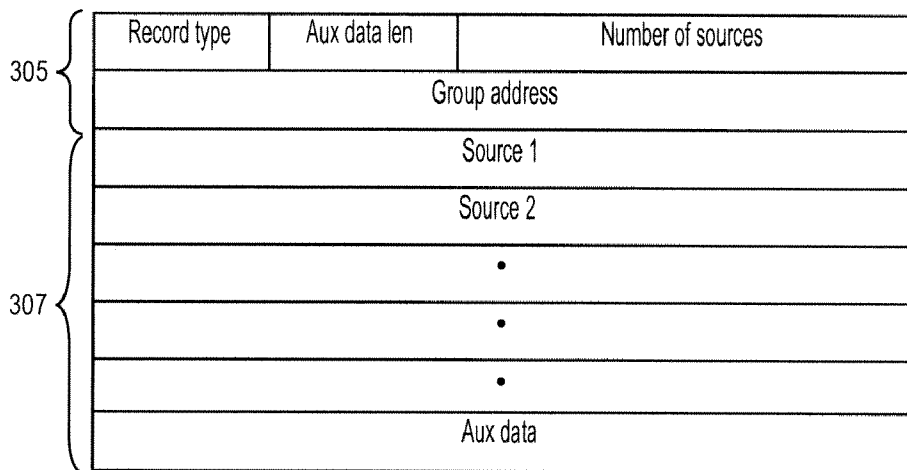 Record type Aux data len Number of sources
305
Group address
Source 1
Source 2
307
Aux data